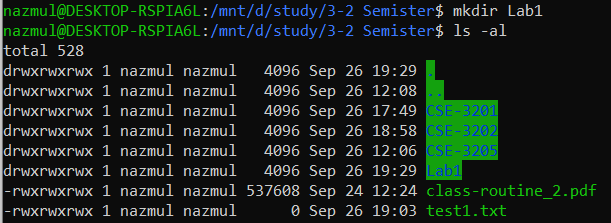 nazmul@DESKTOP-RSPIA6L:/mnt/d/study/3-2 Semister$ mkdir Lab1
nazmul@DESKTOP-RSPIA6L:/mnt/d/study/3-2 Semister$ ls -al
total 528
drwxrwxrwx 1 nazmul nazmul   4096 Sep 26 19:29 .
drwxrwxrwx 1 nazmul nazmul   4096 Sep 26 12:08 ..
drwxrwxrwx 1 nazmul nazmul   4096 Sep 26 17:49 CSE-3201
drwxrwxrwx 1 nazmul nazmul   4096 Sep 26 18:58 CSE-3202
drwxrwxrwx 1 nazmul nazmul   4096 Sep 26 12:06 CSE-3205
drwxrwxrwx 1 nazmul nazmul   4096 Sep 26 19:29 Lab1
-rwxrwxrwx 1 nazmul nazmul 537608 Sep 24 12:24 class-routine_2.pdf
-rwxrwxrwx 1 nazmul nazmul      0 Sep 26 19:03 test1.txt